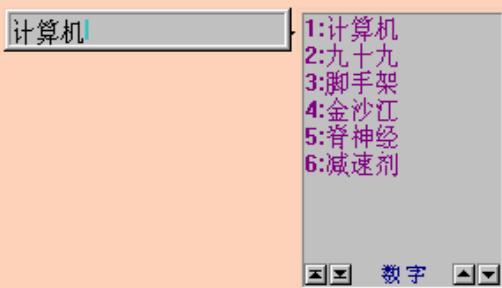 计算机
1:计算机
2:九十九
3:脚手架
4:金沙江
5:脊神经
6:减速剂
数字